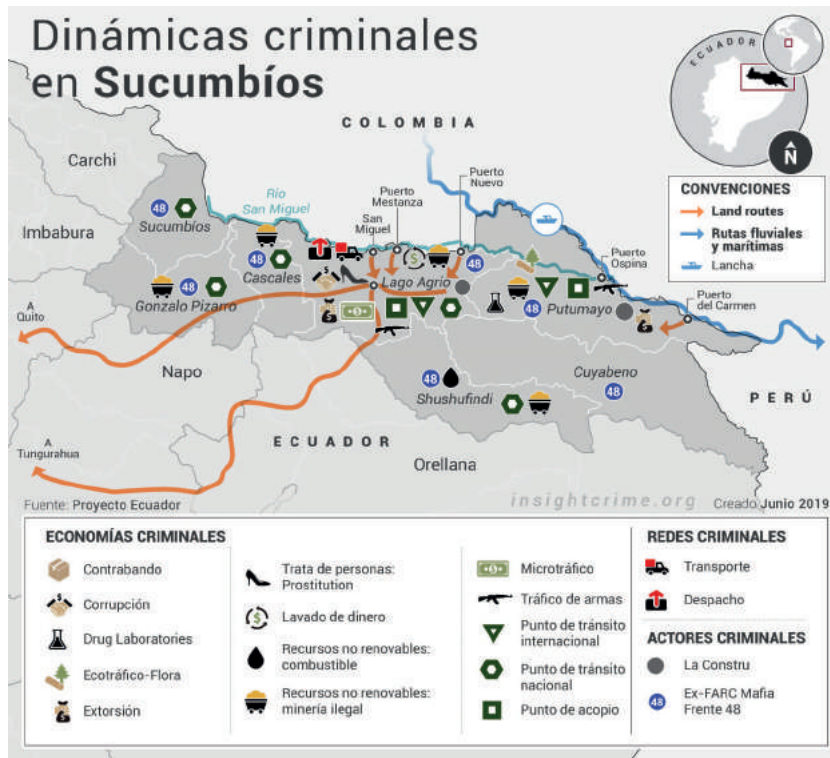 Dinámicas criminales
en Sucumbíos
ECUADOR
N
COLOMBIA
Carchi
Imbabura
Río
San Miguel
San
Miguel
Puerto
Mestanza
Puerto
Nuevo
CONVENCIONES
Land routes
Rutas fluviales
y marítimas
Lancha
48
Sucumbíos
48
Cascales
48
Gonzalo Pizarro
Lago Agrio
48
48
Putumayo
Puerto
Ospina
Puerto
del Carmen
A
Quito
Napo
48
Shushufindi
Cuyabeno
48
PERÚ
A
Tungurahua
ECUADOR
Orellana
Fuente: Proyecto Ecuador
insightcrime.org
Creado Junio 2019
ECONOMÍAS CRIMINALES
Contrabando
Corrupción
Drug Laboratories
Ecotráfico-Flora
Extorsión
Trata de personas:
Prostitution
Lavado de dinero
Recursos no renovables:
combustible
Recursos no renovables:
minería ilegal
Microtráfico
Tráfico de armas
Punto de tránsito
internacional
Punto de tránsito
nacional
Punto de acopio
REDES CRIMINALES
Transporte
Despacho
ACTORES CRIMINALES
La Constru
48
Ex-FARC Mafia
Frente 48